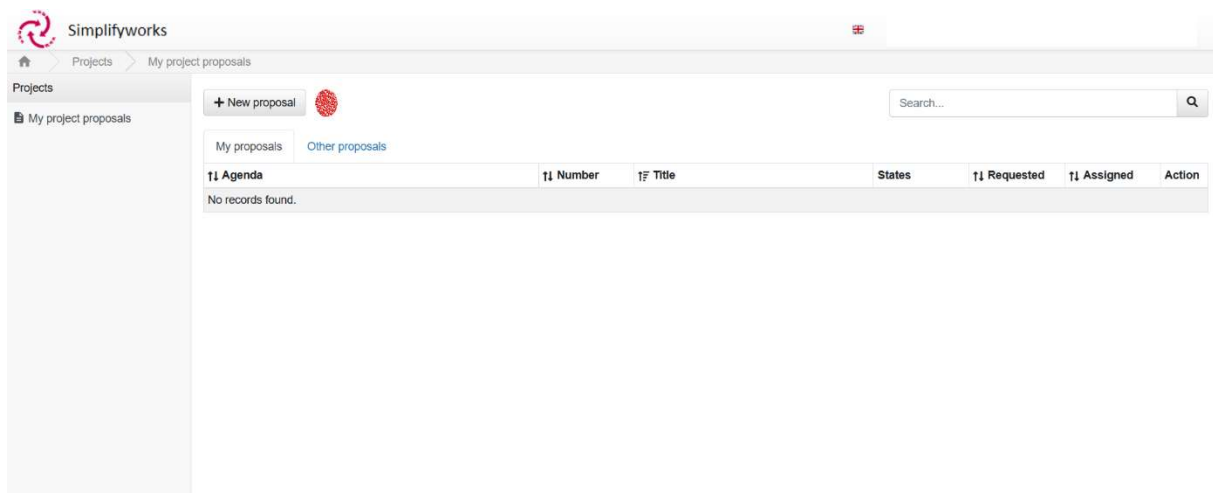 Simplifyworks
Projects My project proposals
Projects
My project proposals
+ New proposal
Search...
My proposals Other proposals
Agenda Number Title States Requested Assigned Action
No records found.